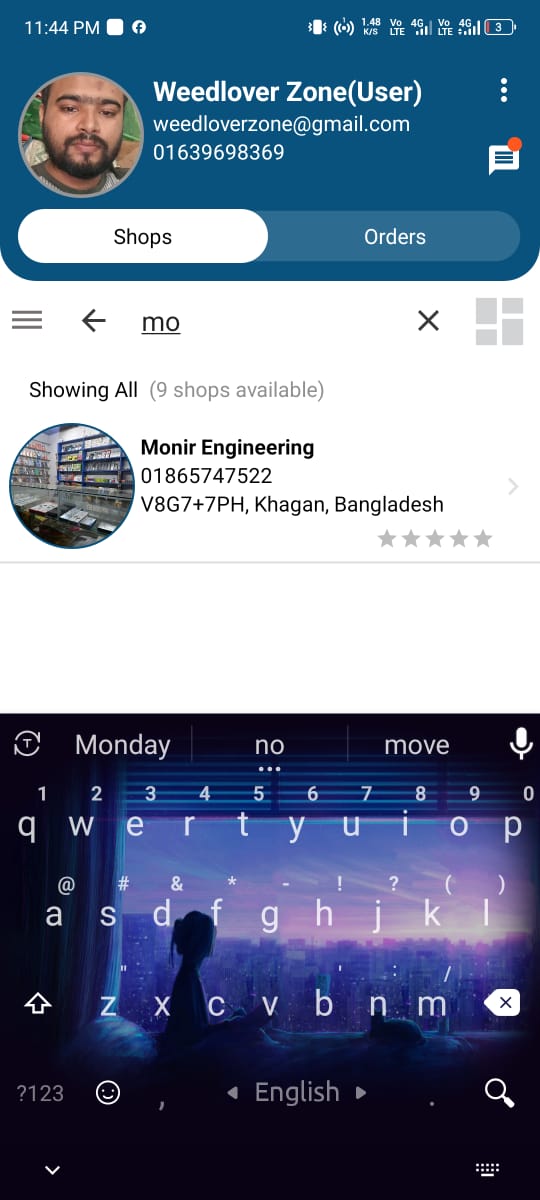 11:44 PM 1.48 K/S Vo LTE 4G Vo LTE 4G 3
Weedlover Zone(User)
weedloverzone@gmail.com
01639698369
Shops Orders
mo
Showing All (9 shops available)
Monir Engineering
01865747522
V8G7+7PH, Khagan, Bangladesh
T Monday no move
1 2 3 4 5 6 7 8 9 0
q w e r t y u i o p
@ # & * - ! ? ( )
a s d f g h j k l
" ' : /
z x c v b n m
?123 , English .